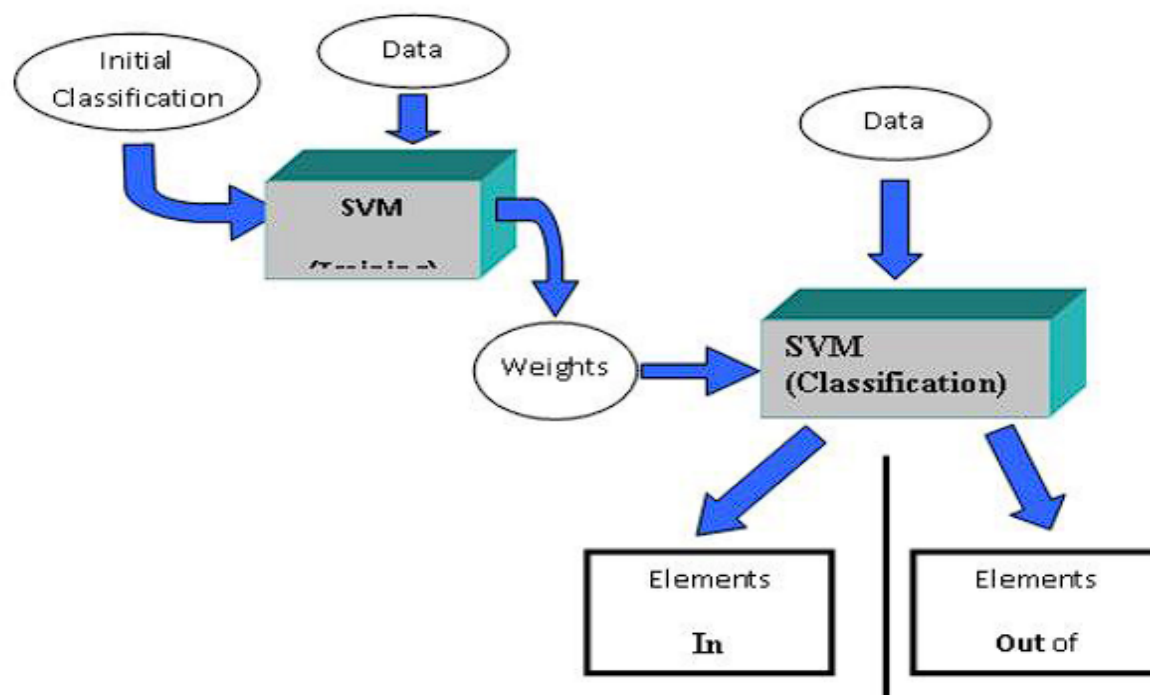 Initial
Classification
Data
SVM
Data
Weights
SVM
(Classification)
Elements
In
Elements
Out of